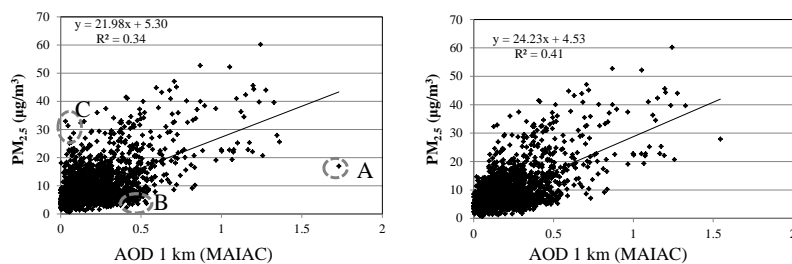 y = 21.98x + 5.30
R² = 0.34
70
60
50
40
30
20
10
0
PM2.5 (µg/m³)
C
A
B
0
0.5
1
1.5
2
AOD 1 km (MAIAC)
y = 24.23x + 4.53
R² = 0.41
70
60
50
40
30
20
10
0
PM2.5 (µg/m³)
0
0.5
1
1.5
2
AOD 1 km (MAIAC)